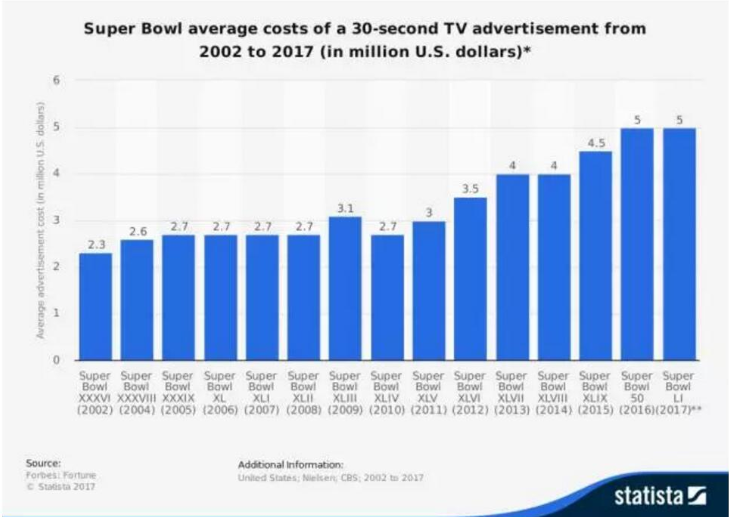 Super Bowl average costs of a 30-second TV advertisement from
2002 to 2017 (in million U.S. dollars)*
Average advertisement cost (in million U.S. dollars)
6
5
4
3
2
1
0
2.3
2.6
2.7
2.7
2.7
2.7
3.1
2.7
3
3.5
4
4
4.5
5
5
Super Super Super Super Super Super Super Super Super Super Super Super Super Super Super
Bowl Bowl Bowl Bowl Bowl Bowl Bowl Bowl Bowl Bowl Bowl Bowl Bowl Bowl Bowl
XXXVI XXXVIII XXXIX XL XLI XLII XLIII XLIV XLV XLVI XLVII XLVIII XLIX 50 LI
(2002) (2004) (2005) (2006) (2007) (2008) (2009) (2010) (2011) (2012) (2013) (2014) (2015) (2016)(2017)**
Source:
Forbes; Fortune
© Statista 2017
Additional Information:
United States; Nielsen; CBS; 2002 to 2017
statista